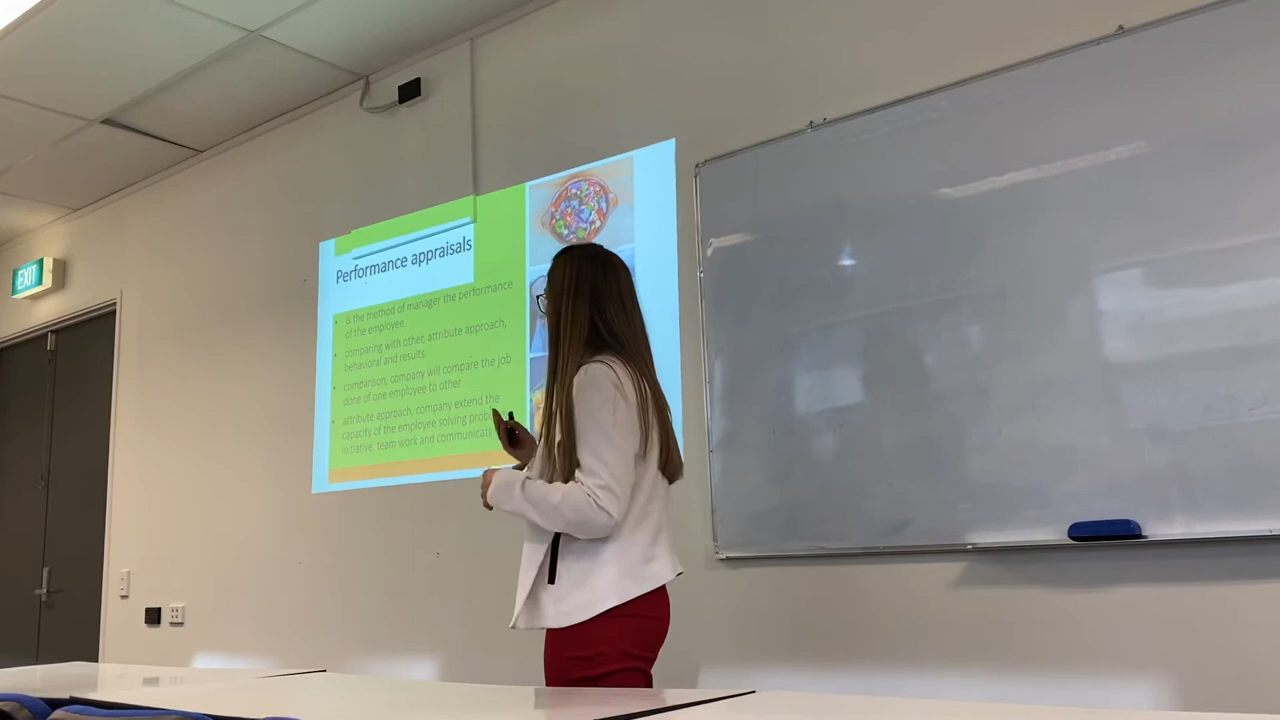 EXIT
Performance appraisals
is the method of manager the performance
of the employee.
comparing with other, attribute approach,
behavioral and results.
comparison, company will compare the job
done of one employee to other
attribute approach, company extend the
capacity of the employee solving
initiative, team work and